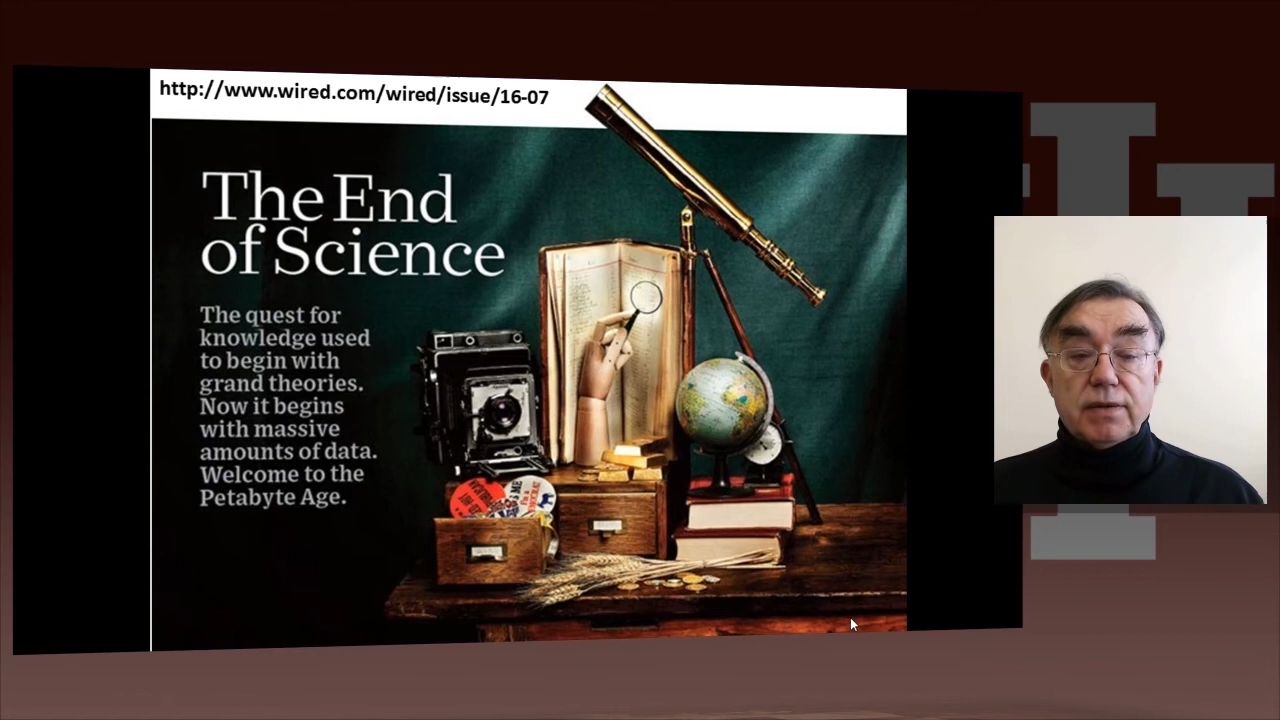 http://www.wired.com/wired/issue/16-07
The End
of Science
The quest for
knowledge used
to begin with
grand theories.
Now it begins
with massive
amounts of data.
Welcome to the
Petabyte Age.